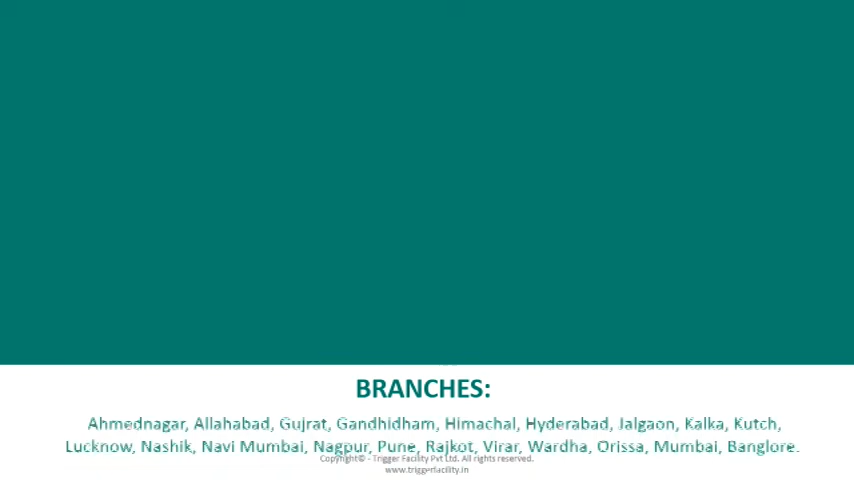 BRANCHES:
Ahmednagar, Allahabad, Gujrat, Gandhidham, Himachal, Hyderabad, Jalgaon, Kalka, Kutch,
Lucknow, Nashik, Navi Mumbai, Nagpur, Pune, Rajkot, Virar, Wardha, Orissa, Mumbai, Banglore.
Copyright© - Trigger Facility Pvt Ltd. All rights reserved.
www.triggerfacility.in